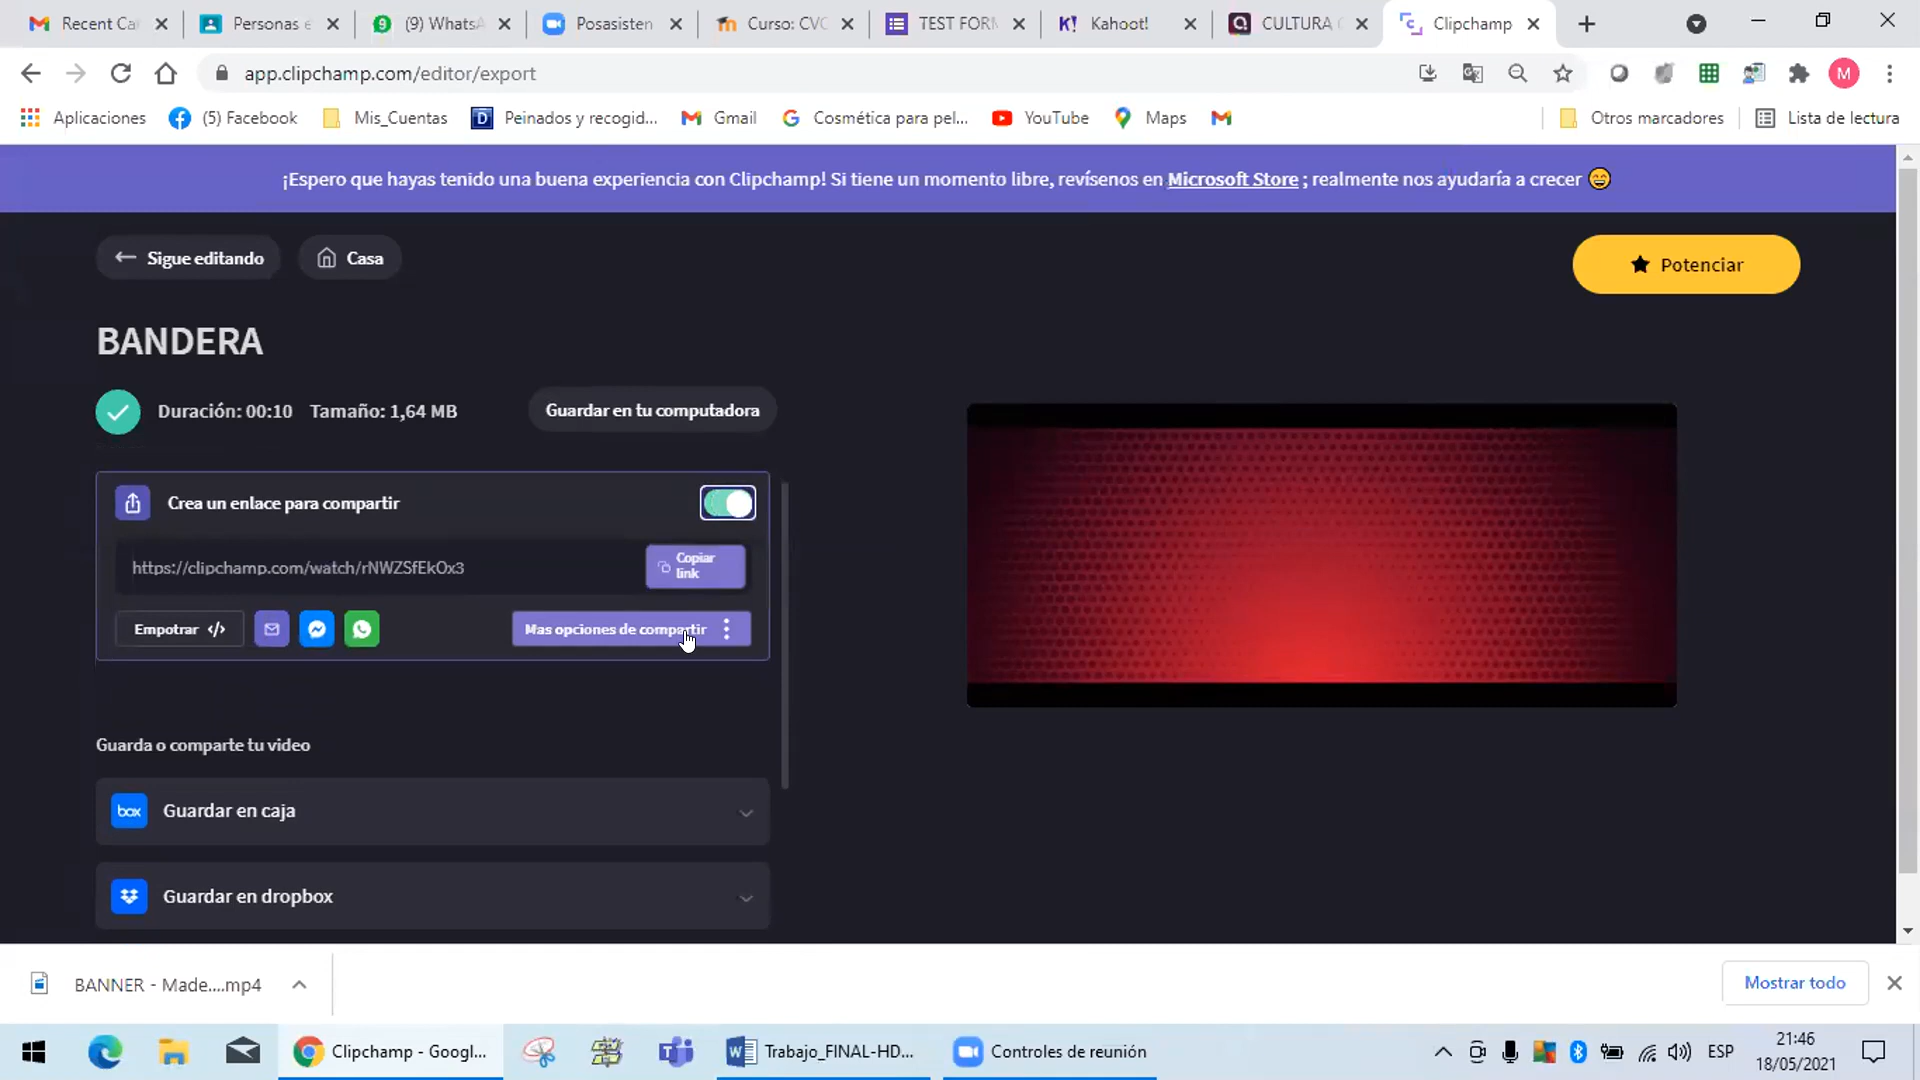 Recent Ca
Personas e
(9) WhatsA
Posasisten
Curso: CVC
TEST FORM
K! Kahoot!
CULTURA
Clipchamp
app.clipchamp.com/editor/export
M
Aplicaciones
(5) Facebook
Mis_Cuentas
Peinados y recogid...
Gmail
Cosmética para pel...
YouTube
Maps
Otros marcadores
Lista de lectura
¡Espero que hayas tenido una buena experiencia con Clipchamp! Si tiene un momento libre, revísenos en Microsoft Store ; realmente nos ayudaría a crecer
Sigue editando
Casa
Potenciar
BANDERA
Duración: 00:10 Tamaño: 1,64 MB
Guardar en tu computadora
Crea un enlace para compartir
https://clipchamp.com/watch/rNWZSfEkOx3
Copiar
link
Empotrar </>
Mas opciones de compartir
Guarda o comparte tu video
box Guardar en caja
Guardar en dropbox
BANNER - Made....mp4
Mostrar todo
Clipchamp - Googl...
Trabajo_FINAL-HD...
Controles de reunión
ESP
21:46
18/05/2021